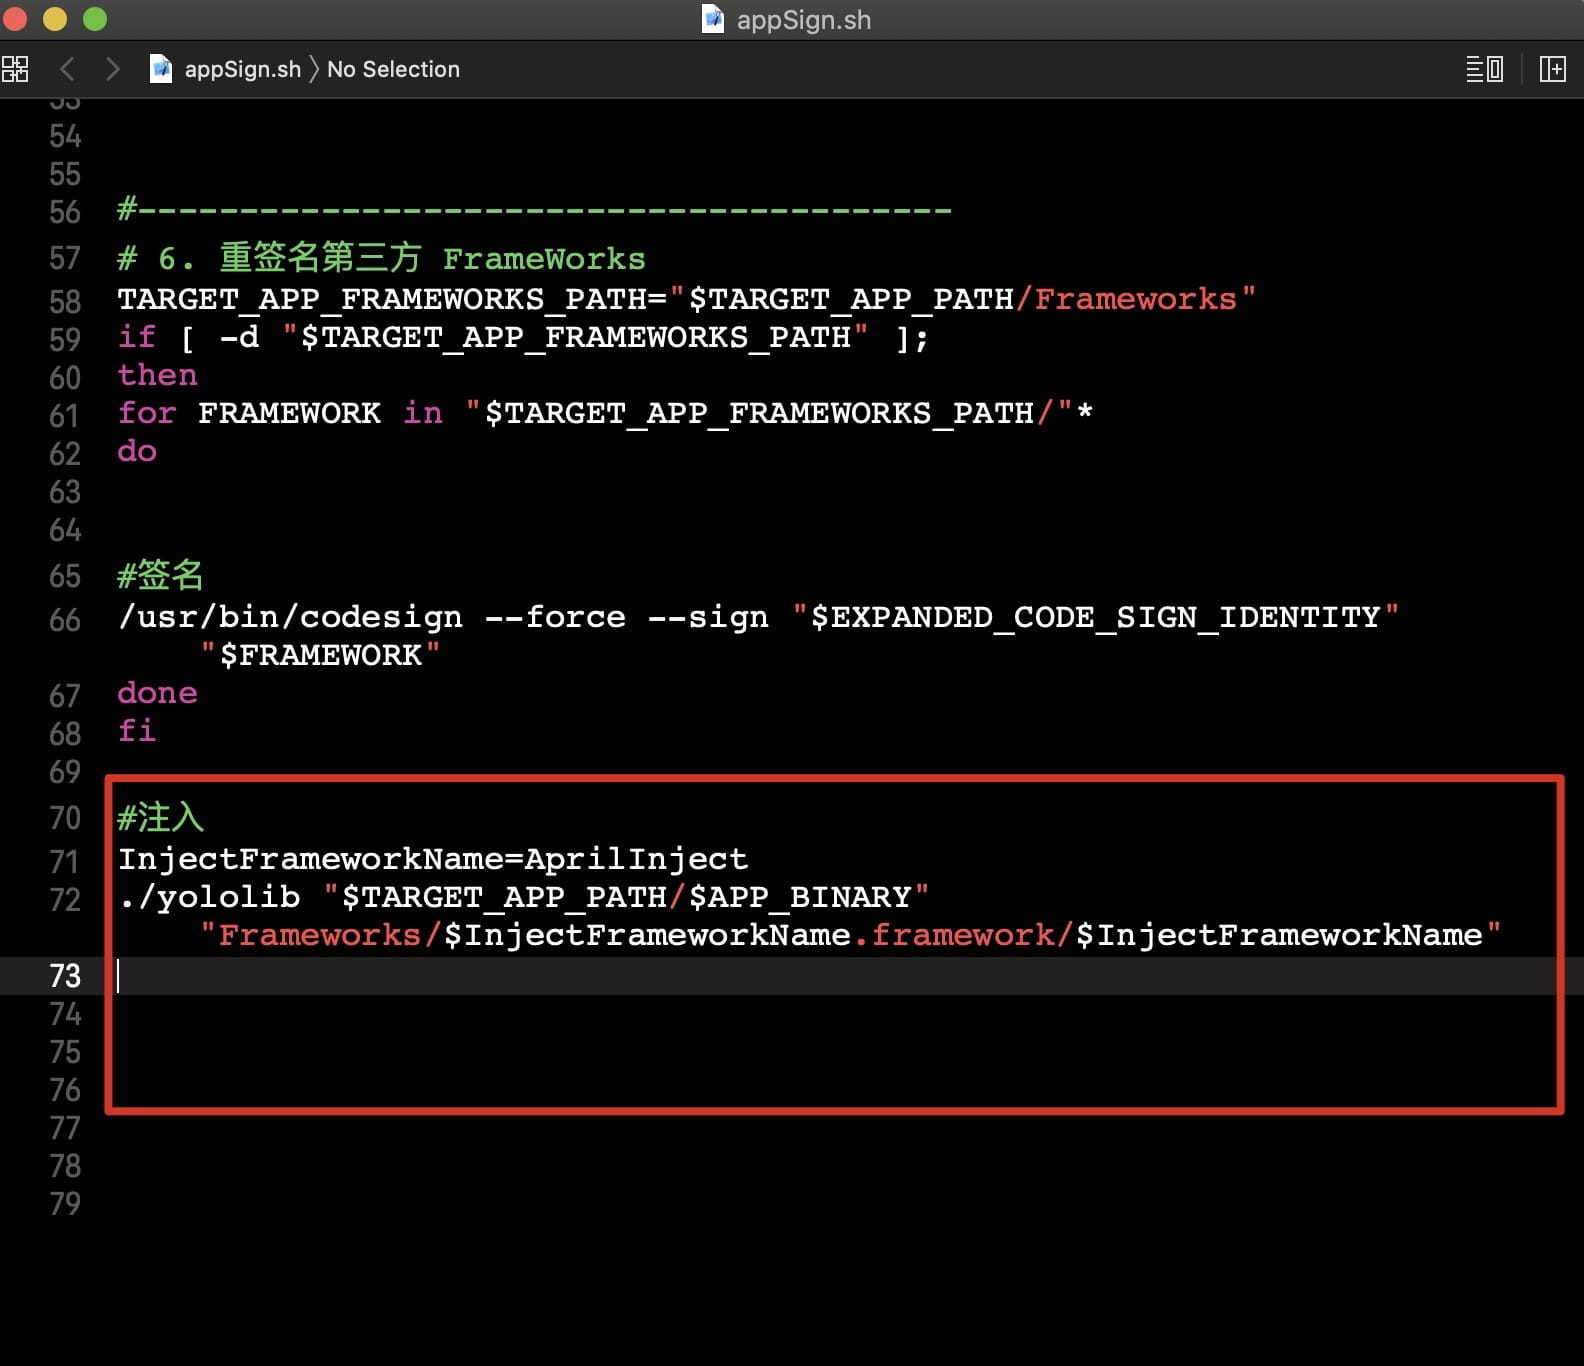 appSign.sh
appSign.sh 〉No Selection
53
54
55
56 #----------------------------------------
57 # 6. 重签名第三方 FrameWorks
58 TARGET_APP_FRAMEWORKS_PATH="$TARGET_APP_PATH/Frameworks"
59 if [ -d "$TARGET_APP_FRAMEWORKS_PATH" ];
60 then
61 for FRAMEWORK in "$TARGET_APP_FRAMEWORKS_PATH/"*
62 do
63
64
65 #签名
66 /usr/bin/codesign --force --sign "$EXPANDED_CODE_SIGN_IDENTITY"
"$FRAMEWORK"
67 done
68 fi
69
70 #注入
71 InjectFrameworkName=AprilInject
72 ./yololib "$TARGET_APP_PATH/$APP_BINARY"
"Frameworks/$InjectFrameworkName.framework/$InjectFrameworkName"
73
74
75
76
77
78
79